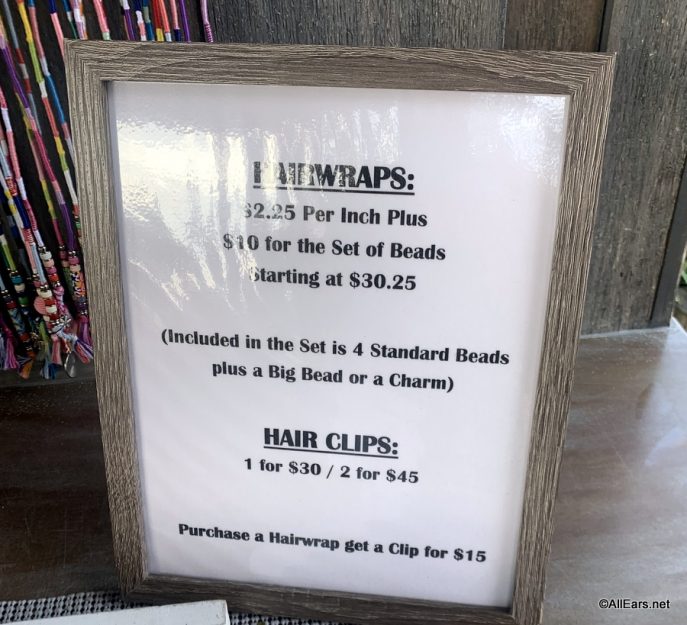 HAIRWRAPS:
$2.25 Per Inch Plus
$10 for the Set of Beads
Starting at $30.25
(Included in the Set is 4 Standard Beads
plus a Big Bead or a Charm)
HAIR CLIPS:
1 for $30 / 2 for $45
Purchase a Hairwrap get a Clip for $15
©AllEars.net